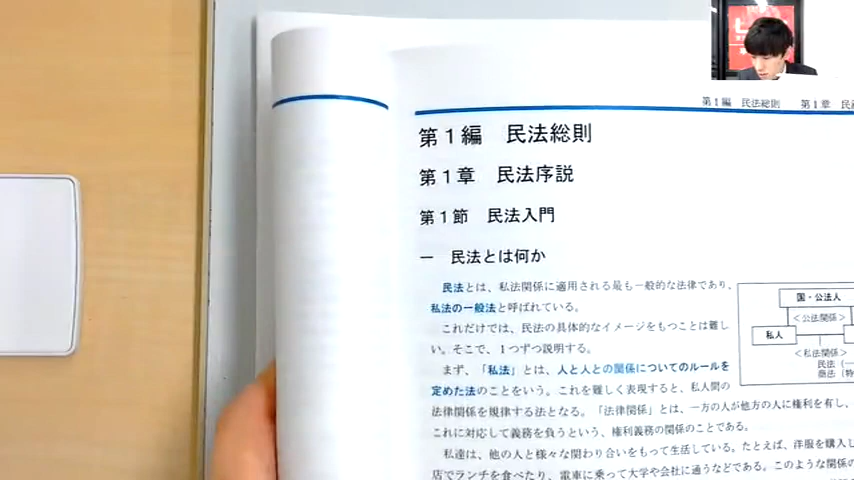 第1編 民法総則 第1章
第1編 民法総則
第1章 民法序説
第1節 民法入門
一 民法とは何か
民法とは、私法関係に適用される最も一般的な法律であり、
私法の一般法と呼ばれている。
これだけでは、民法の具体的なイメージをもつことは難し
い。そこで、1つずつ説明する。
まず、「私法」とは、人と人との関係についてのルールを
定めた法のことをいう。これを難しく表現すると、私人間の
法律関係を規律する法となる。「法律関係」とは、一方の人が他方の人に権利を有し、
これに対応して義務を負うという、権利義務の関係のことである。
私達は、他の人と様々な関わり合いをもって生活している。たとえば、洋服を購入し
店でランチを食べたり、電車に乗って大学や会社に通うなどである。このような関係の
国・公法人
＜公法関係＞
私人
＜私法関係＞
民法（一
商法（特